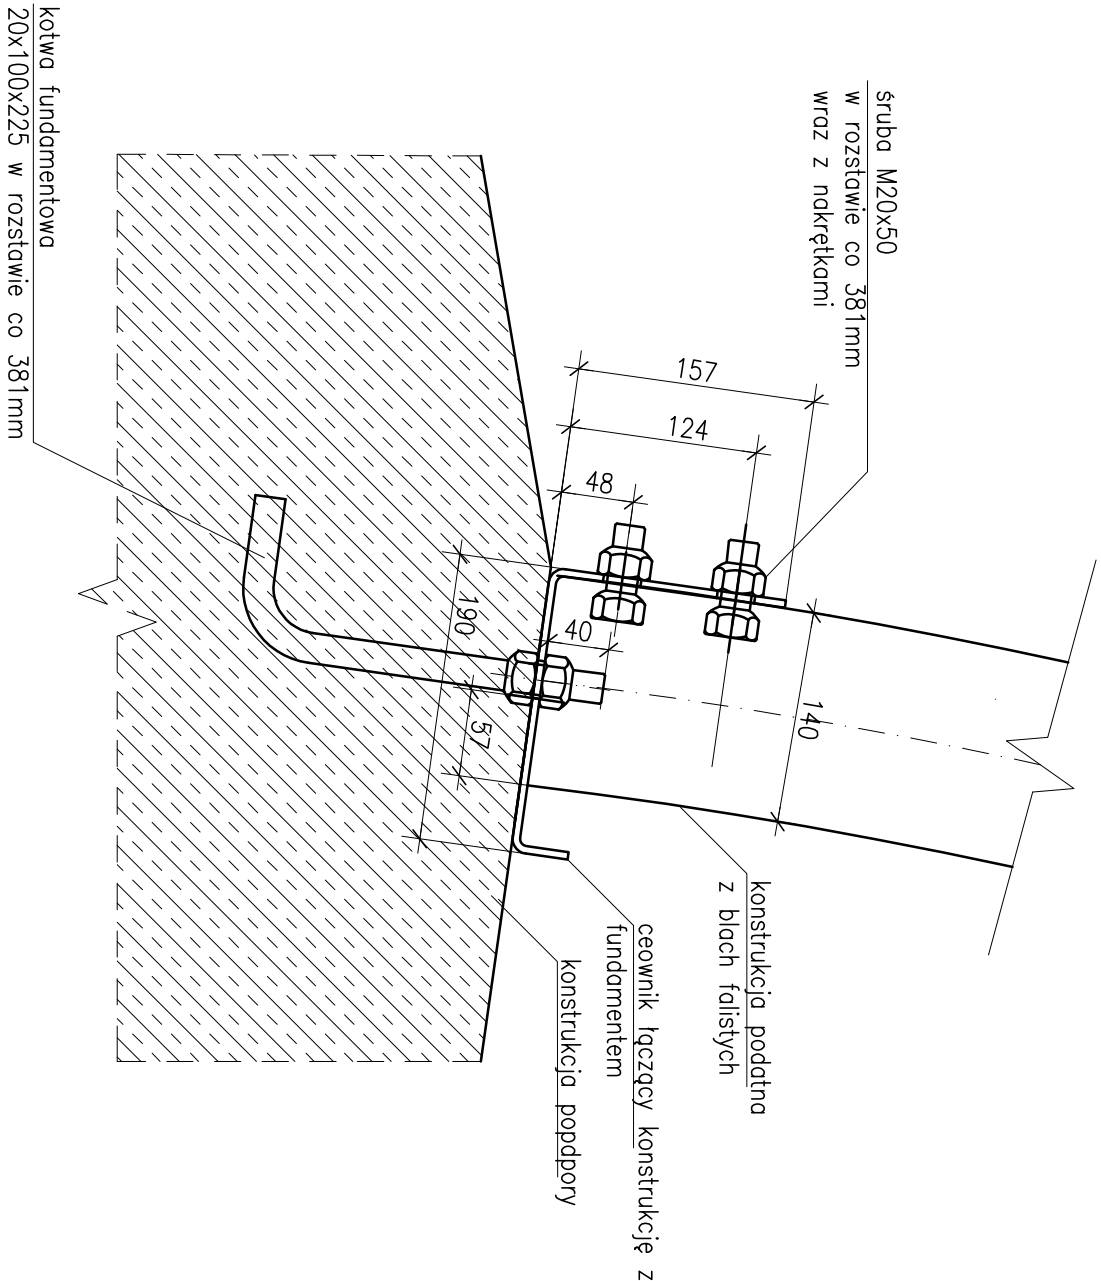 śruba M20x50
w rozstawie co 381mm
wraz z nakrętkami
157
124
48
40
190
57
140
kotwa fundamentowa
20x100x225 w rozstawie co 381mm
konstrukcja podatna
z blach falistych
ceownik łączący konstrukcję z
fundamentem
konstrukcja popdpory